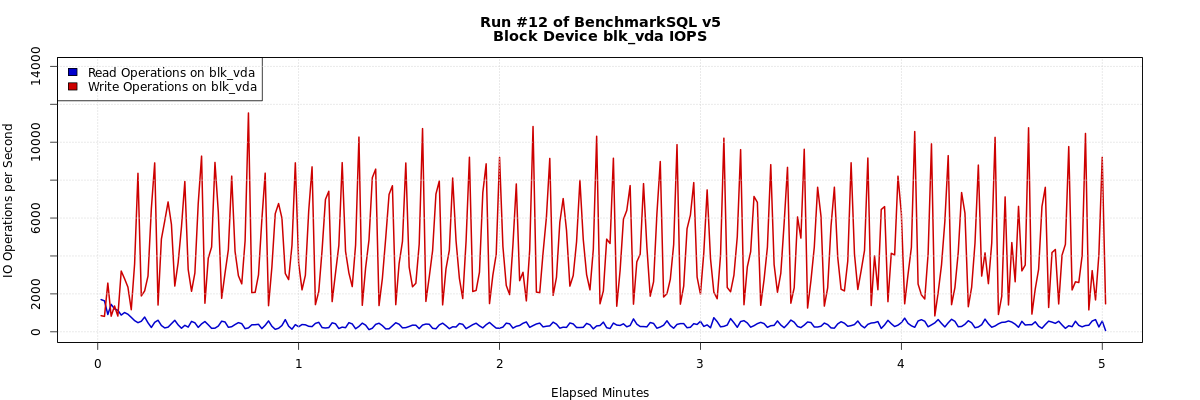 Run #12 of BenchmarkSQL v5
Block Device blk_vda IOPS
Read Operations on blk_vda
Write Operations on blk_vda
IO Operations per Second
14000
10000
6000
2000
0
0 1 2 3 4 5
Elapsed Minutes